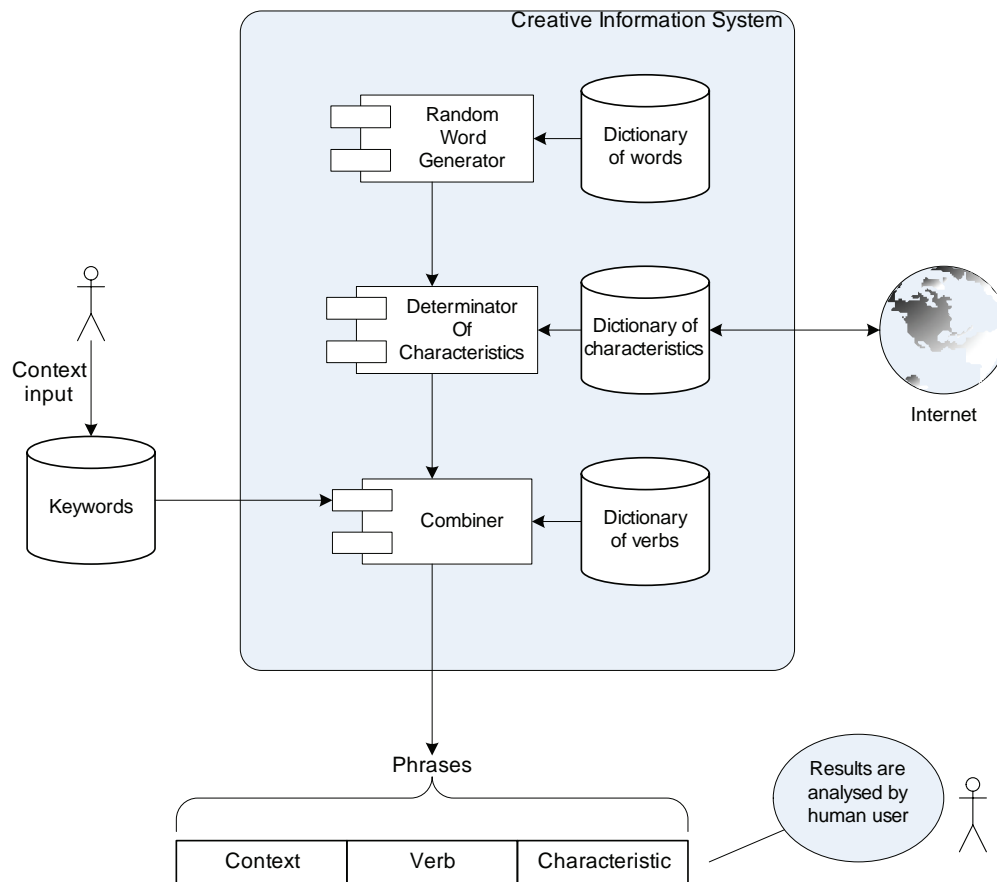 Creative Information System
Random
Word
Generator
Dictionary
of words
Determinator
Of
Characteristics
Dictionary of
characteristics
Internet
Context
input
Keywords
Combiner
Dictionary
of verbs
Phrases
Results are
analysed by
human user
Context
Verb
Characteristic